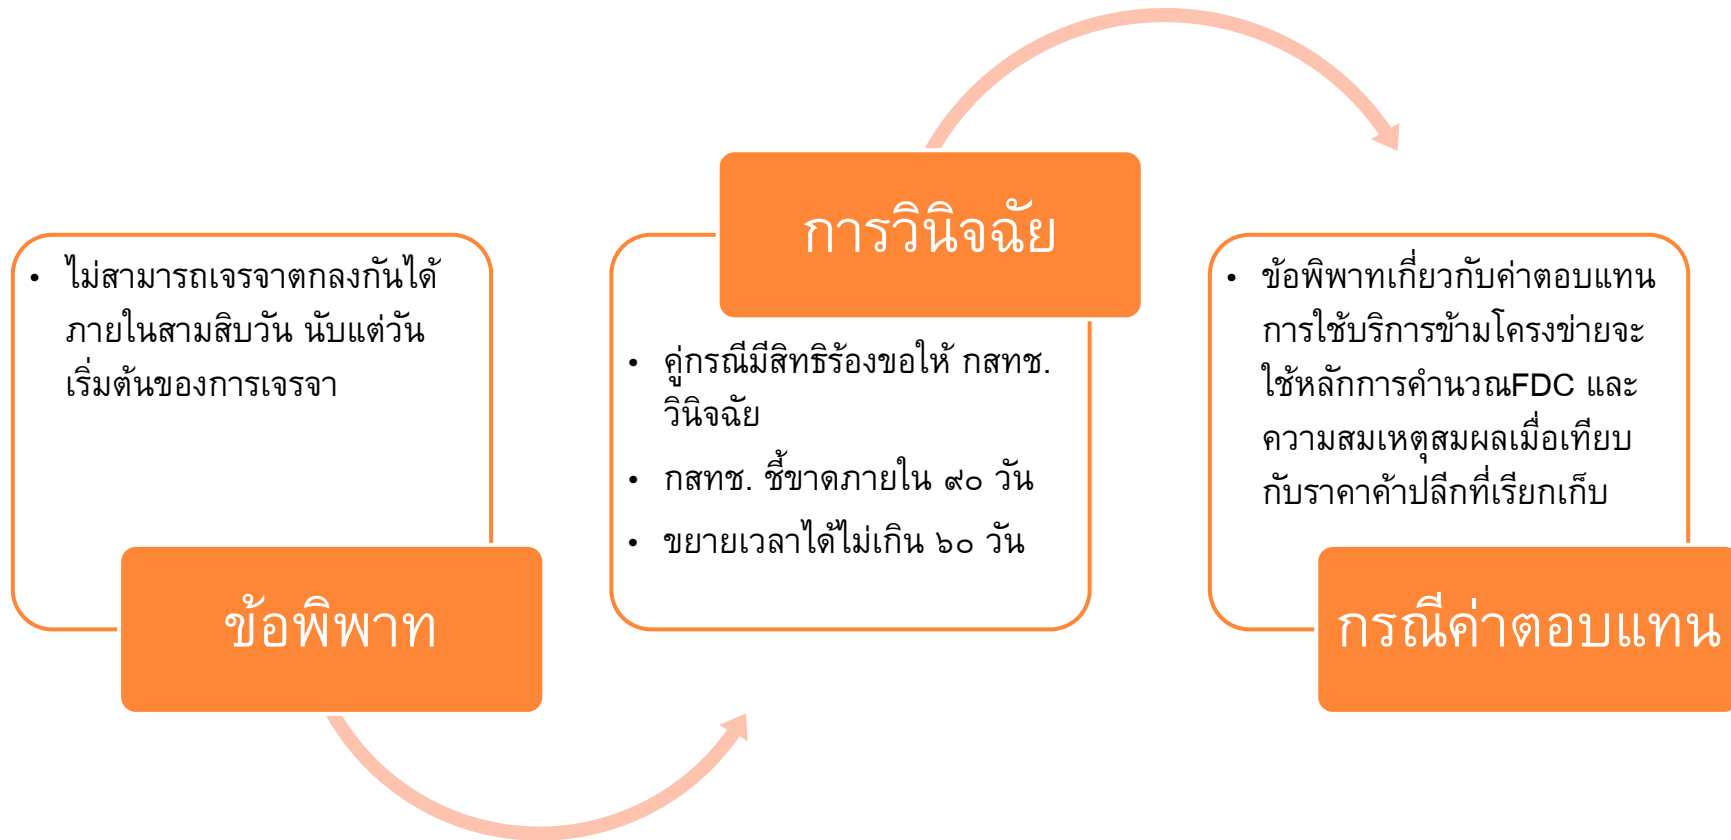 • ไม่สามารถเจรจาตกลงกันได้
ภายในสามสิบวัน นับแต่วัน
เริ่มต้นของการเจรจา
ข้อพิพาท
การวินิจฉัย
• คู่กรณีมีสิทธิร้องขอให้ กสทช.
วินิจฉัย
• กสทช. ชี้ขาดภายใน ๙๐ วัน
• ขยายเวลาได้ไม่เกิน ๖๐ วัน
• ข้อพิพาทเกี่ยวกับค่าตอบแทน
การใช้บริการข้ามโครงข่ายจะ
ใช้หลักการคำนวณFDC และ
ความสมเหตุสมผลเมื่อเทียบ
กับราคาค้าปลีกที่เรียกเก็บ
กรณีค่าตอบแทน